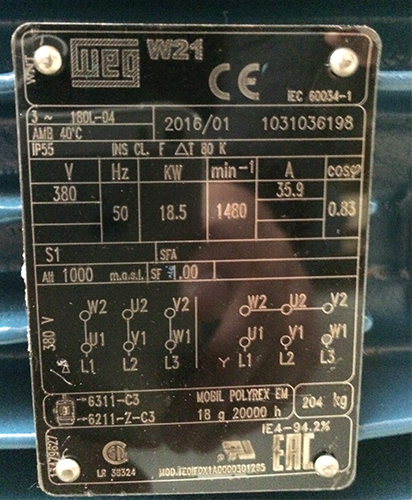 weg W21
CE IEC 60034-1
3 ~ 180L-04 2016/01 1031036198
AMB 40°C
IP55 INS CL. F △T 80 K
V Hz KW min-1 A cosφ
380 50 18.5 1480 35.9 0.83
S1 SFA
Alt 1000 m.a.s.l. SF 1.00
W2 U2 V2 W2 U2 V2
U1 V1 W1 U1 V1 W1
380 V △ L1 L2 L3 Y L1 L2 L3
6311-C3 MOBIL POLYREX EM
6211-Z-C3 18 g 20000 h 204 kg
IE4-94.2%
LR 38324
EAC